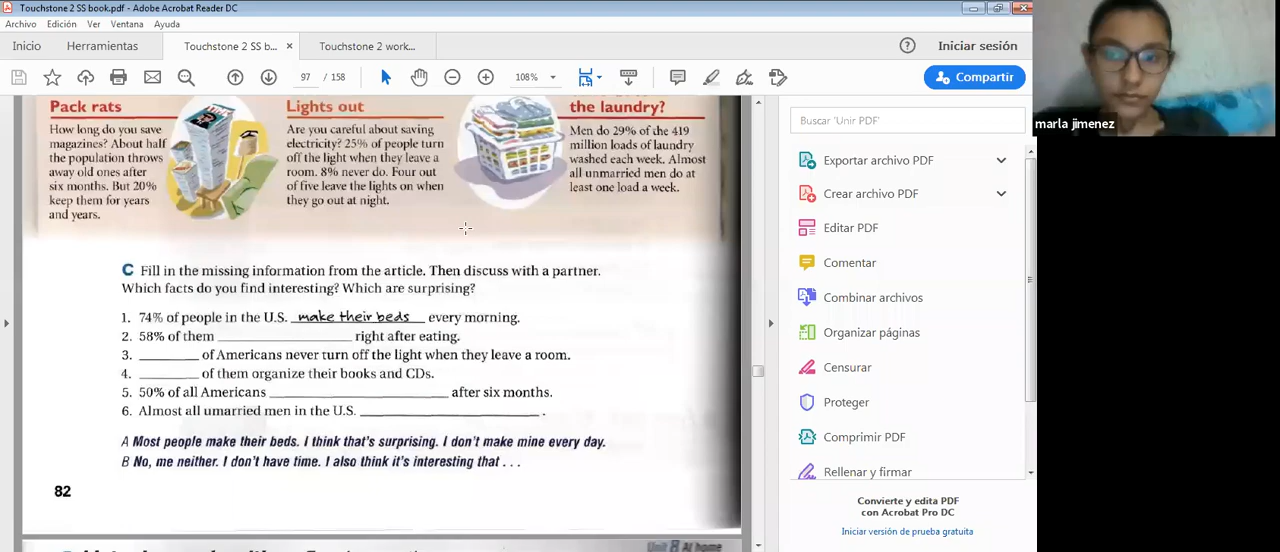 Touchstone 2 SS book.pdf - Adobe Acrobat Reader DC
Archivo Edición Ver Ventana Ayuda
Inicio Herramientas Touchstone 2 SS b... × Touchstone 2 work... Iniciar sesión
97 / 158 108% Compartir
Pack rats
How long do you save
magazines? About half
the population throws
away old ones after
six months. But 20%
keep them for years
and years.
Lights out
Are you careful about saving
electricity? 25% of people turn
off the light when they leave a
room. 8% never do. Four out
of five leave the lights on when
they go out at night.
the laundry?
Men do 29% of the 419
million loads of laundry
washed each week. Almost
all unmarried men do at
least one load a week.
C Fill in the missing information from the article. Then discuss with a partner.
Which facts do you find interesting? Which are surprising?
1. 74% of people in the U.S. make their beds every morning.
2. 58% of them ____________ right after eating.
3. ______ of Americans never turn off the light when they leave a room.
4. ______ of them organize their books and CDs.
5. 50% of all Americans ________________ after six months.
6. Almost all umarried men in the U.S. ________________ .
A Most people make their beds. I think that's surprising. I don't make mine every day.
B No, me neither. I don't have time. I also think it's interesting that . . .
82
Unit 8 At home
Buscar 'Unir PDF'
Exportar archivo PDF
Crear archivo PDF
Editar PDF
Comentar
Combinar archivos
Organizar páginas
Censurar
Proteger
Comprimir PDF
Rellenar y firmar
Convierte y edita PDF
con Acrobat Pro DC
Iniciar versión de prueba gratuita
marla jimenez